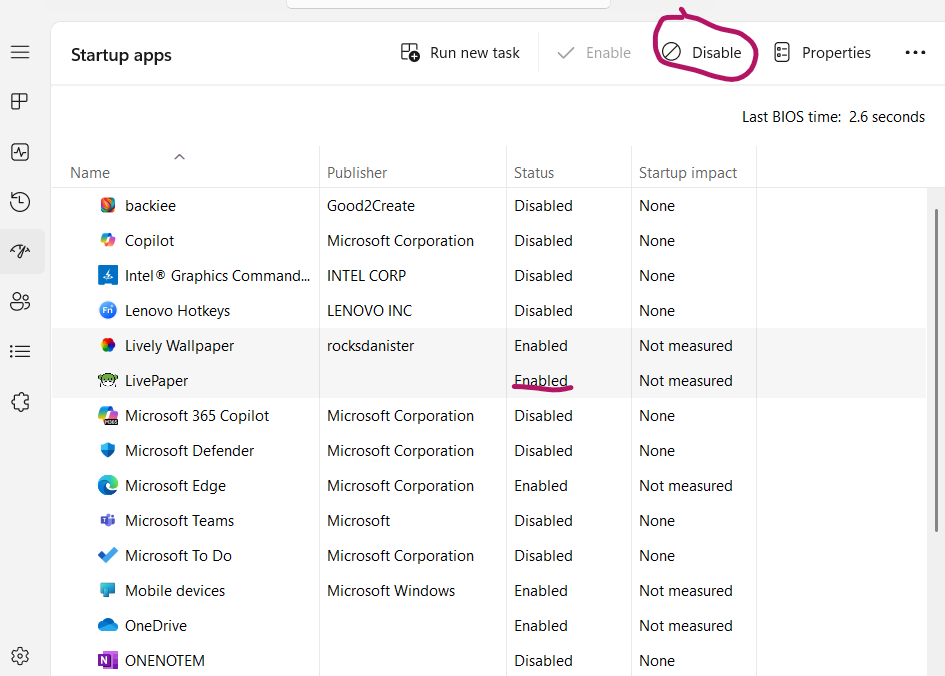 Startup apps Run new task Enable Disable Properties
Last BIOS time: 2.6 seconds
Name Publisher Status Startup impact
backiee Good2Create Disabled None
Copilot Microsoft Corporation Disabled None
Intel® Graphics Command... INTEL CORP Disabled None
Fn Lenovo Hotkeys LENOVO INC Disabled None
Lively Wallpaper rocksdanister Enabled Not measured
LivePaper Enabled Not measured
M365 Microsoft 365 Copilot Microsoft Corporation Disabled None
Microsoft Defender Microsoft Corporation Disabled None
Microsoft Edge Microsoft Corporation Enabled Not measured
Microsoft Teams Microsoft Disabled None
Microsoft To Do Microsoft Corporation Disabled None
Mobile devices Microsoft Windows Enabled Not measured
OneDrive Enabled Not measured
N ONENOTEM Disabled None